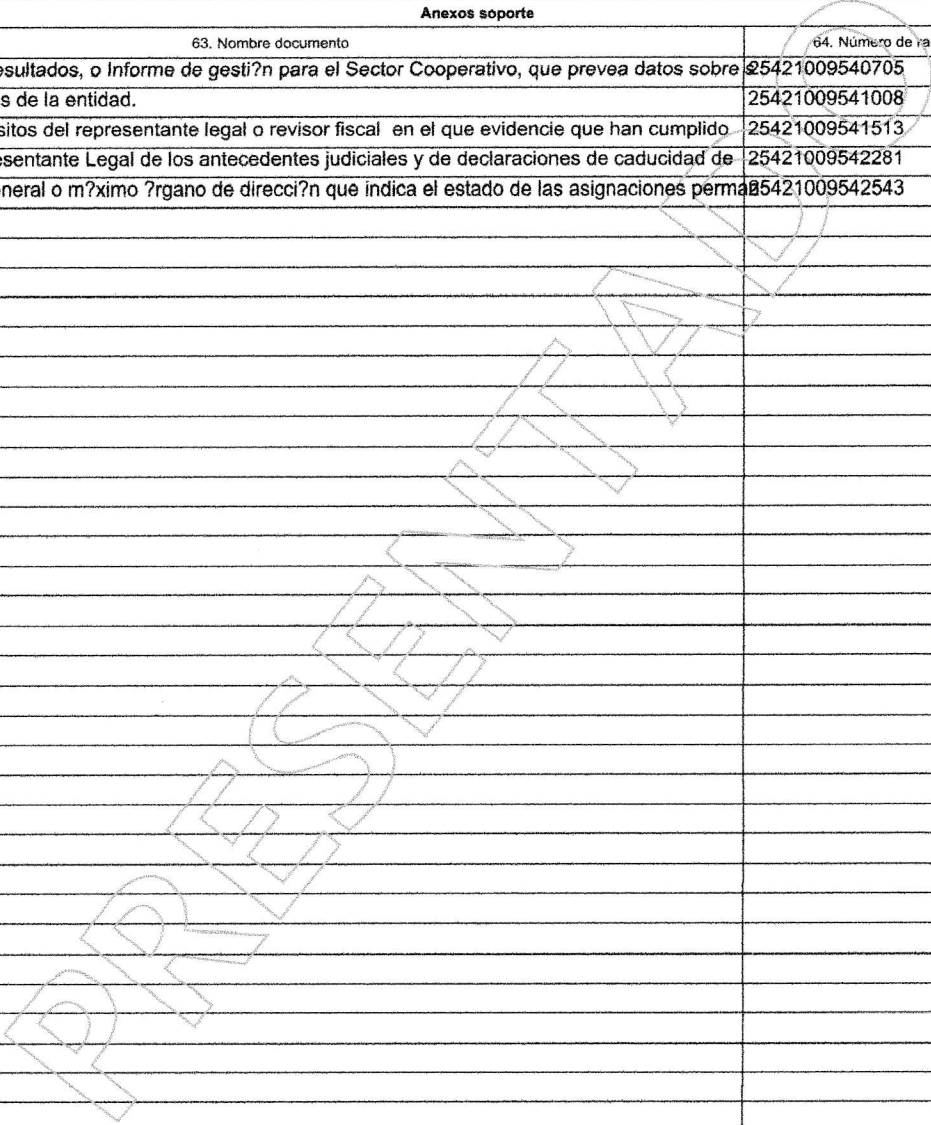 Anexos soporte
63. Nombre documento 64. Número de ra
esultados, o Informe de gesti?n para el Sector Cooperativo, que prevea datos sobre s 25421009540705
s de la entidad. 25421009541008
sitos del representante legal o revisor fiscal en el que evidencie que han cumplido 25421009541513
esentante Legal de los antecedentes judiciales y de declaraciones de caducidad de 25421009542281
eneral o m?ximo ?rgano de direcci?n que indica el estado de las asignaciones perman 25421009542543
PRESENTADO